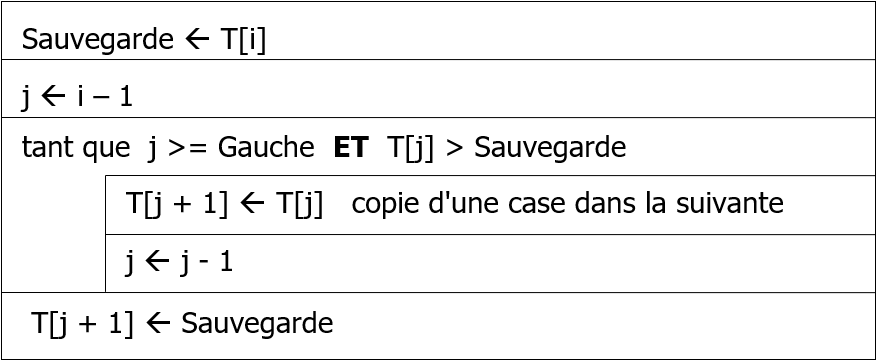 Sauvegarde ← T[i]
j ← i – 1
tant que j >= Gauche ET T[j] > Sauvegarde
T[j + 1] ← T[j] copie d'une case dans la suivante
j ← j - 1
T[j + 1] ← Sauvegarde